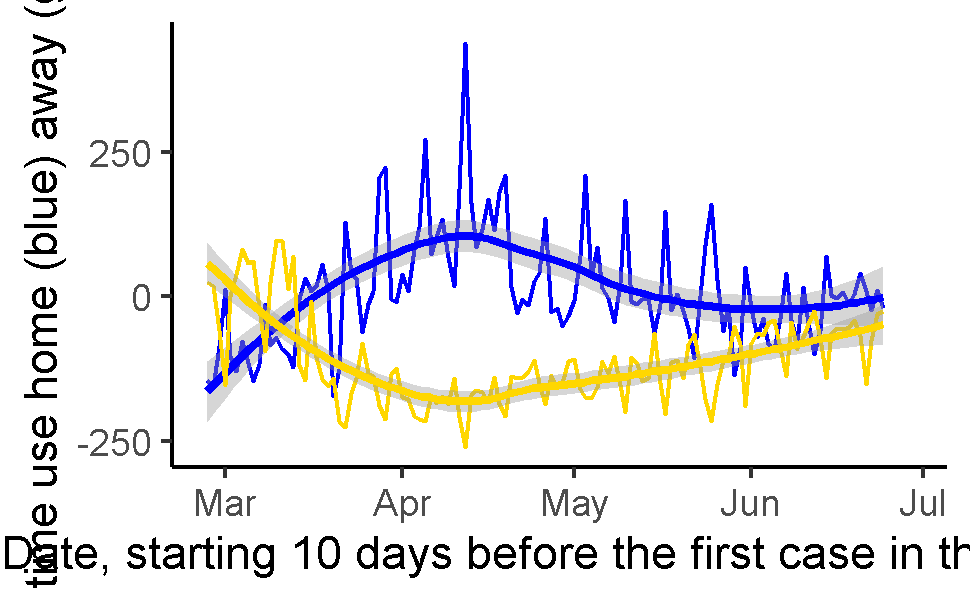 time use home (blue) away (
250
0
-250
Mar Apr May Jun Jul
Date, starting 10 days before the first case in th